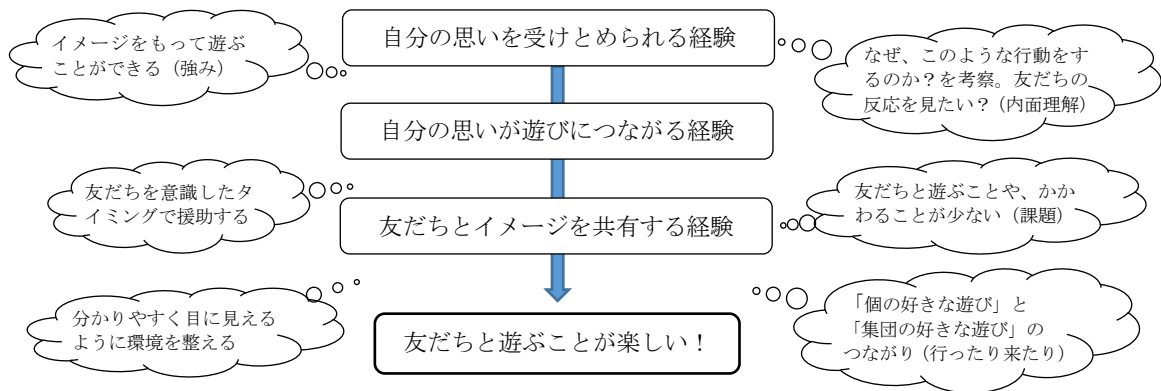 自分の思いを受けとめられる経験
イメージをもって遊ぶ
ことができる（強み）
なぜ、このような行動をす
るのか？を考察。友だちの
反応を見たい？（内面理解）
自分の思いが遊びにつながる経験
友だちを意識したタ
イミングで援助する
友だちとイメージを共有する経験
友だちと遊ぶことや、かか
わることが少ない（課題）
分かりやすく目に見える
ように環境を整える
友だちと遊ぶことが楽しい！
「個の好きな遊び」と
「集団の好きな遊び」の
つながり（行ったり来たり）